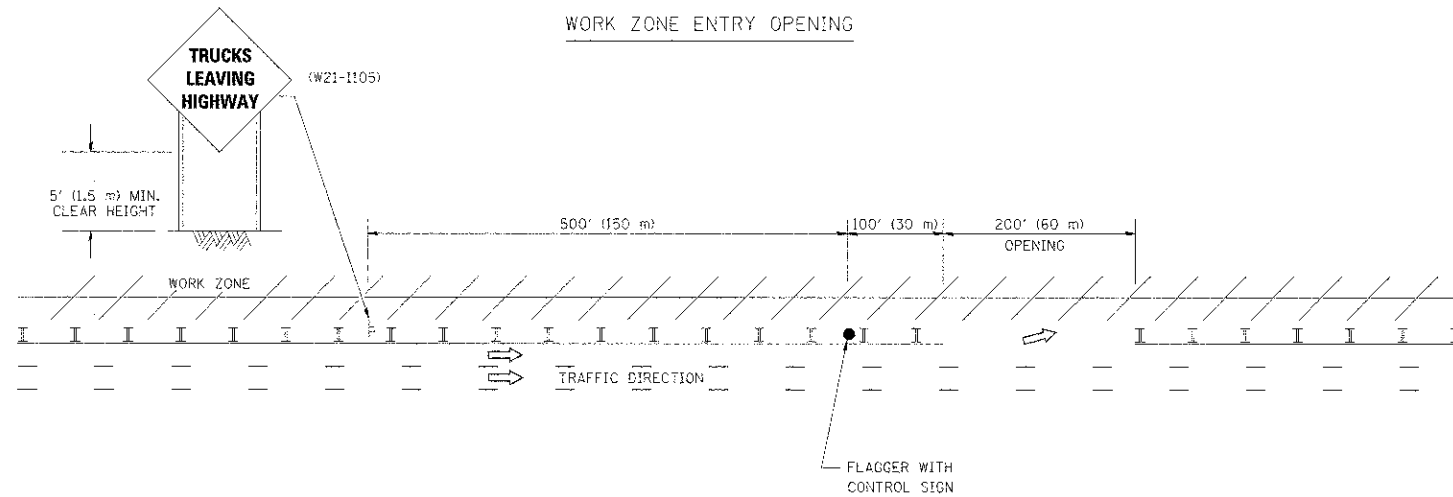 WORK ZONE ENTRY OPENING
TRUCKS
LEAVING
HIGHWAY
(W21-I105)
5' (1.5 m) MIN.
CLEAR HEIGHT
500' (150 m)
100' (30 m)
200' (60 m)
OPENING
WORK ZONE
TRAFFIC DIRECTION
FLAGGER WITH
CONTROL SIGN